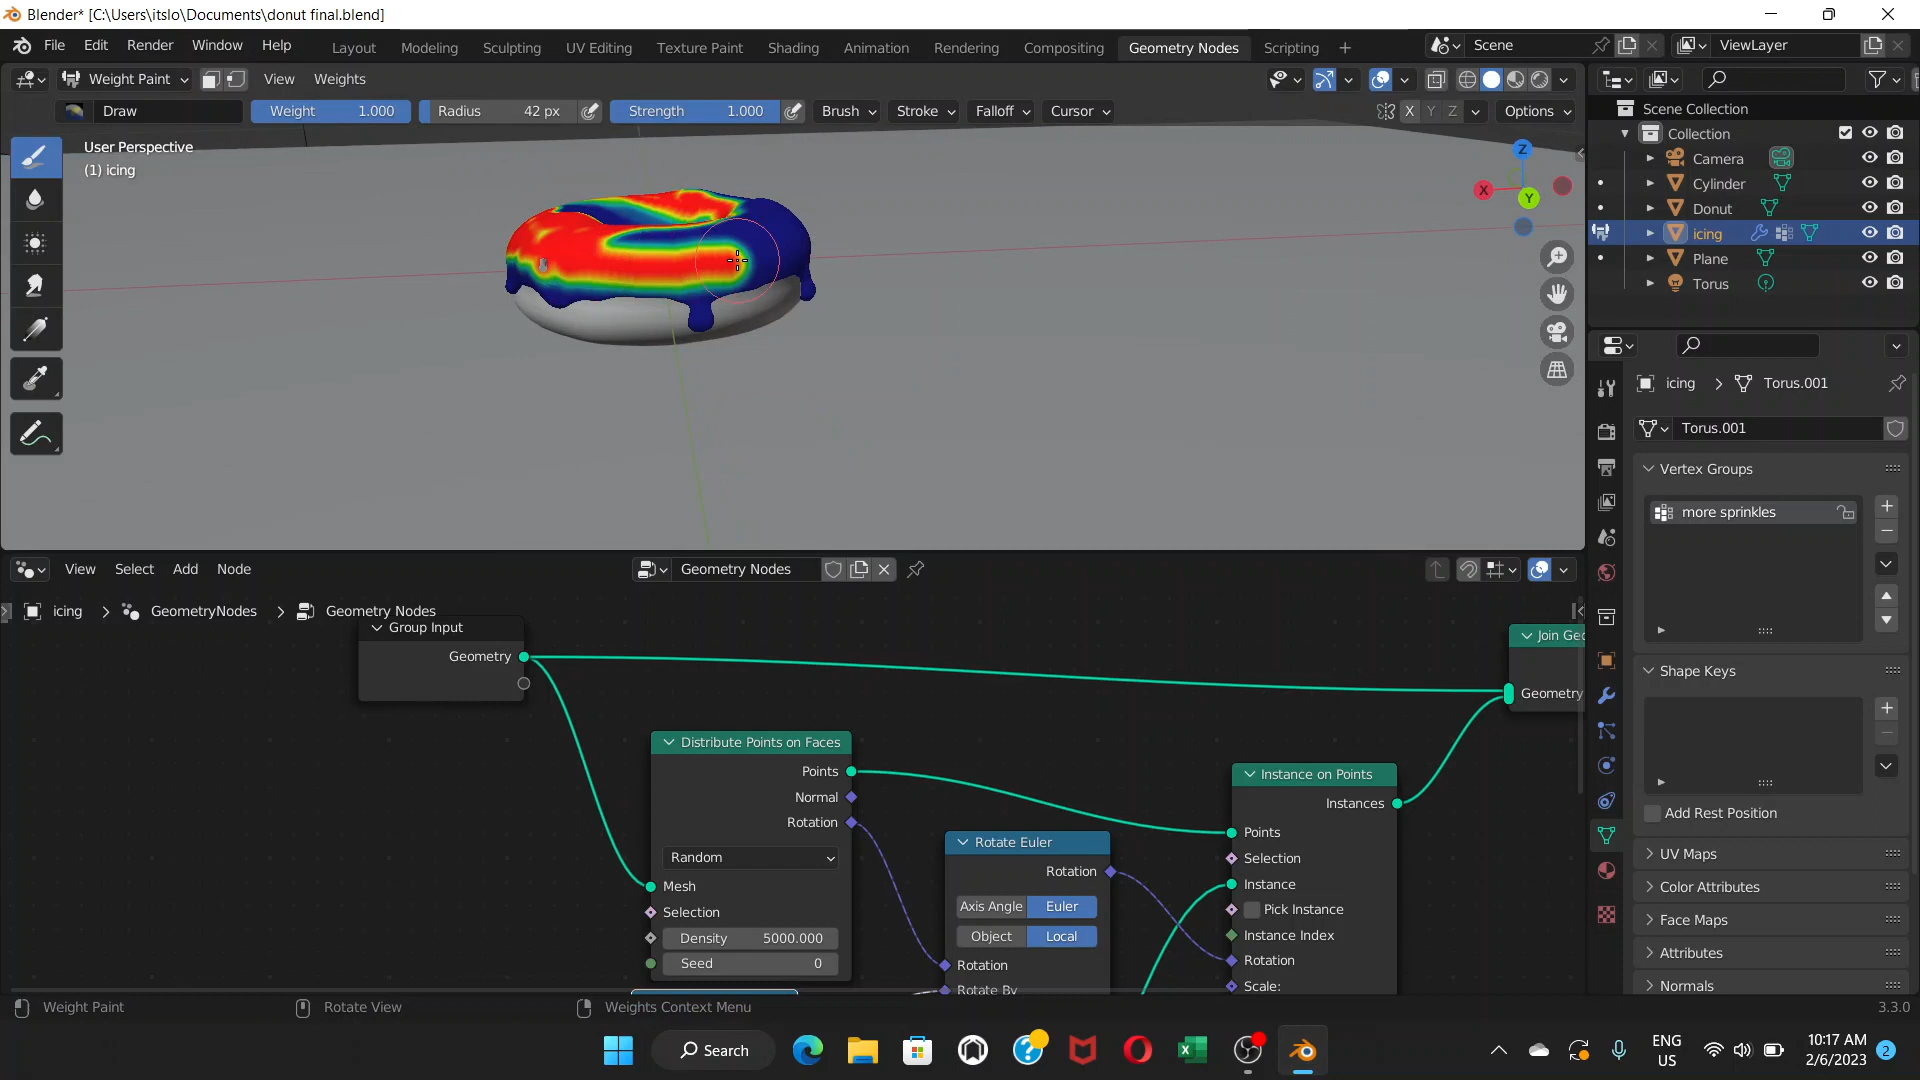 Blender* [C:\Users\itslo\Documents\donut final.blend]
File Edit Render Window Help Layout Modeling Sculpting UV Editing Texture Paint Shading Animation Rendering Compositing Geometry Nodes Scripting + Scene ViewLayer
Weight Paint View Weights
Draw Weight 1.000 Radius 42 px Strength 1.000 Brush Stroke Falloff Cursor X Y Z Options
User Perspective
(1) icing
Z
X
Y
Scene Collection
Collection
Camera
Cylinder
Donut
icing
Plane
Torus
icing > Torus.001
Torus.001
Vertex Groups
more sprinkles
Shape Keys
Add Rest Position
UV Maps
Color Attributes
Face Maps
Attributes
Normals
View Select Add Node Geometry Nodes
icing > GeometryNodes > Geometry Nodes
Group Input
Geometry
Join Geo
Geometry
Distribute Points on Faces
Points
Normal
Rotation
Random
Mesh
Selection
Density 5000.000
Seed 0
Rotate Euler
Rotation
Axis Angle Euler
Object Local
Rotation
Rotate By
Instance on Points
Instances
Points
Selection
Instance
Pick Instance
Instance Index
Rotation
Scale:
Weight Paint Rotate View Weights Context Menu 3.3.0
Search
ENG
US
10:17 AM
2/6/2023
2